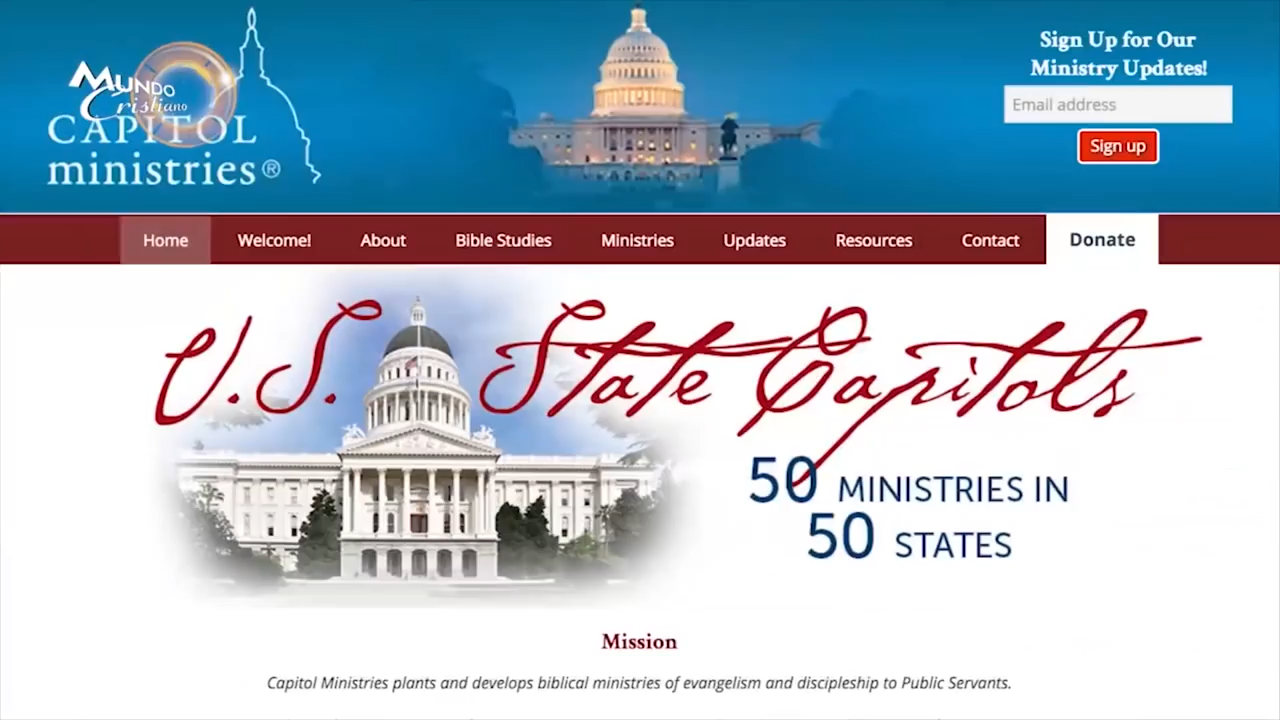 MUNDO
Cristiano
CAPITOL
ministries®
Sign Up for Our
Ministry Updates!
Email address
Sign up
Home Welcome! About Bible Studies Ministries Updates Resources Contact Donate
U.S. State Capitols
50 MINISTRIES IN
50 STATES
Mission
Capitol Ministries plants and develops biblical ministries of evangelism and discipleship to Public Servants.